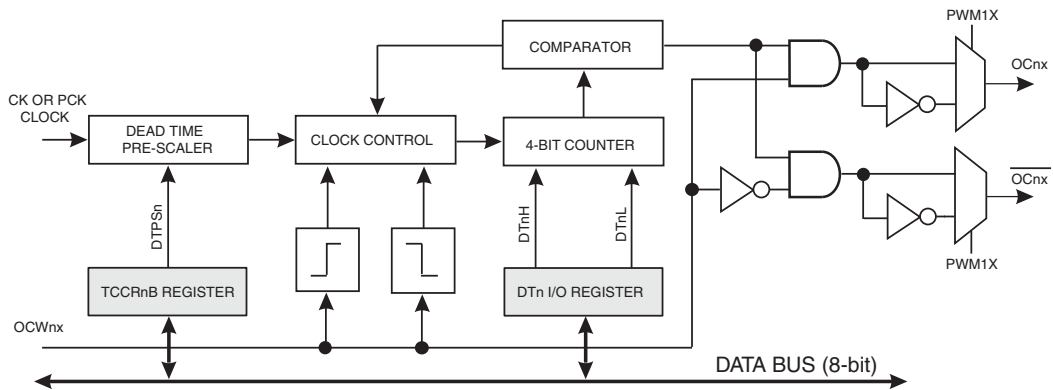 PWM1X
COMPARATOR
OCnx
CK OR PCK
CLOCK
DEAD TIME
PRE-SCALER
CLOCK CONTROL
4-BIT COUNTER
OCnx
DTPSn
DTnH
DTnL
PWM1X
TCCRnB REGISTER
DTn I/O REGISTER
OCWnx
DATA BUS (8-bit)